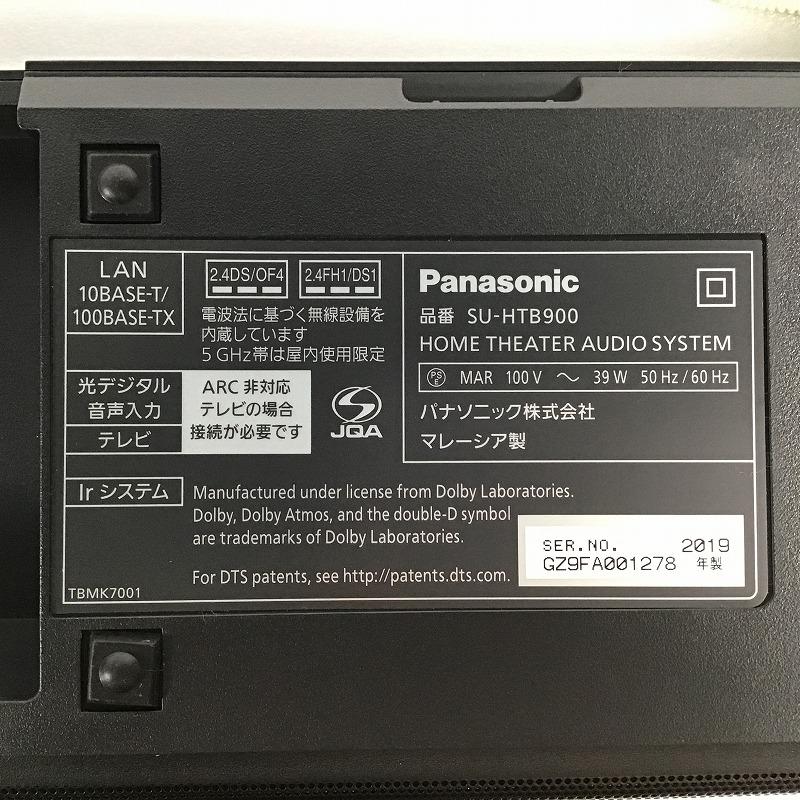 LAN
10BASE-T/
100BASE-TX
2.4DS/OF4
2.4FH1/DS1
電波法に基づく無線設備を
内蔵しています
5 GHz帯は屋内使用限定
光デジタル
音声入力
テレビ
ARC 非対応
テレビの場合
接続が必要です
JQA
Ir システム
Panasonic
品番 SU-HTB900
HOME THEATER AUDIO SYSTEM
PSE MAR 100 V ～ 39 W 50 Hz / 60 Hz
パナソニック株式会社
マレーシア製
Manufactured under license from Dolby Laboratories.
Dolby, Dolby Atmos, and the double-D symbol
are trademarks of Dolby Laboratories.
For DTS patents, see http://patents.dts.com.
SER.NO. 2019
GZ9FA001278 年製
TBMK7001